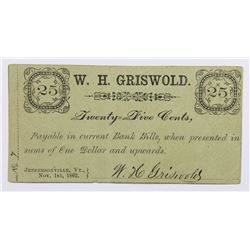 W. H. GRISWOLD.
25
25
Twenty-Five Cents,
Payable in current Bank Bills, when presented in
sums of One Dollar and upwards.
JEFFERSONVILLE, VT.,
Nov. 1st, 1862.
W. H. Griswold